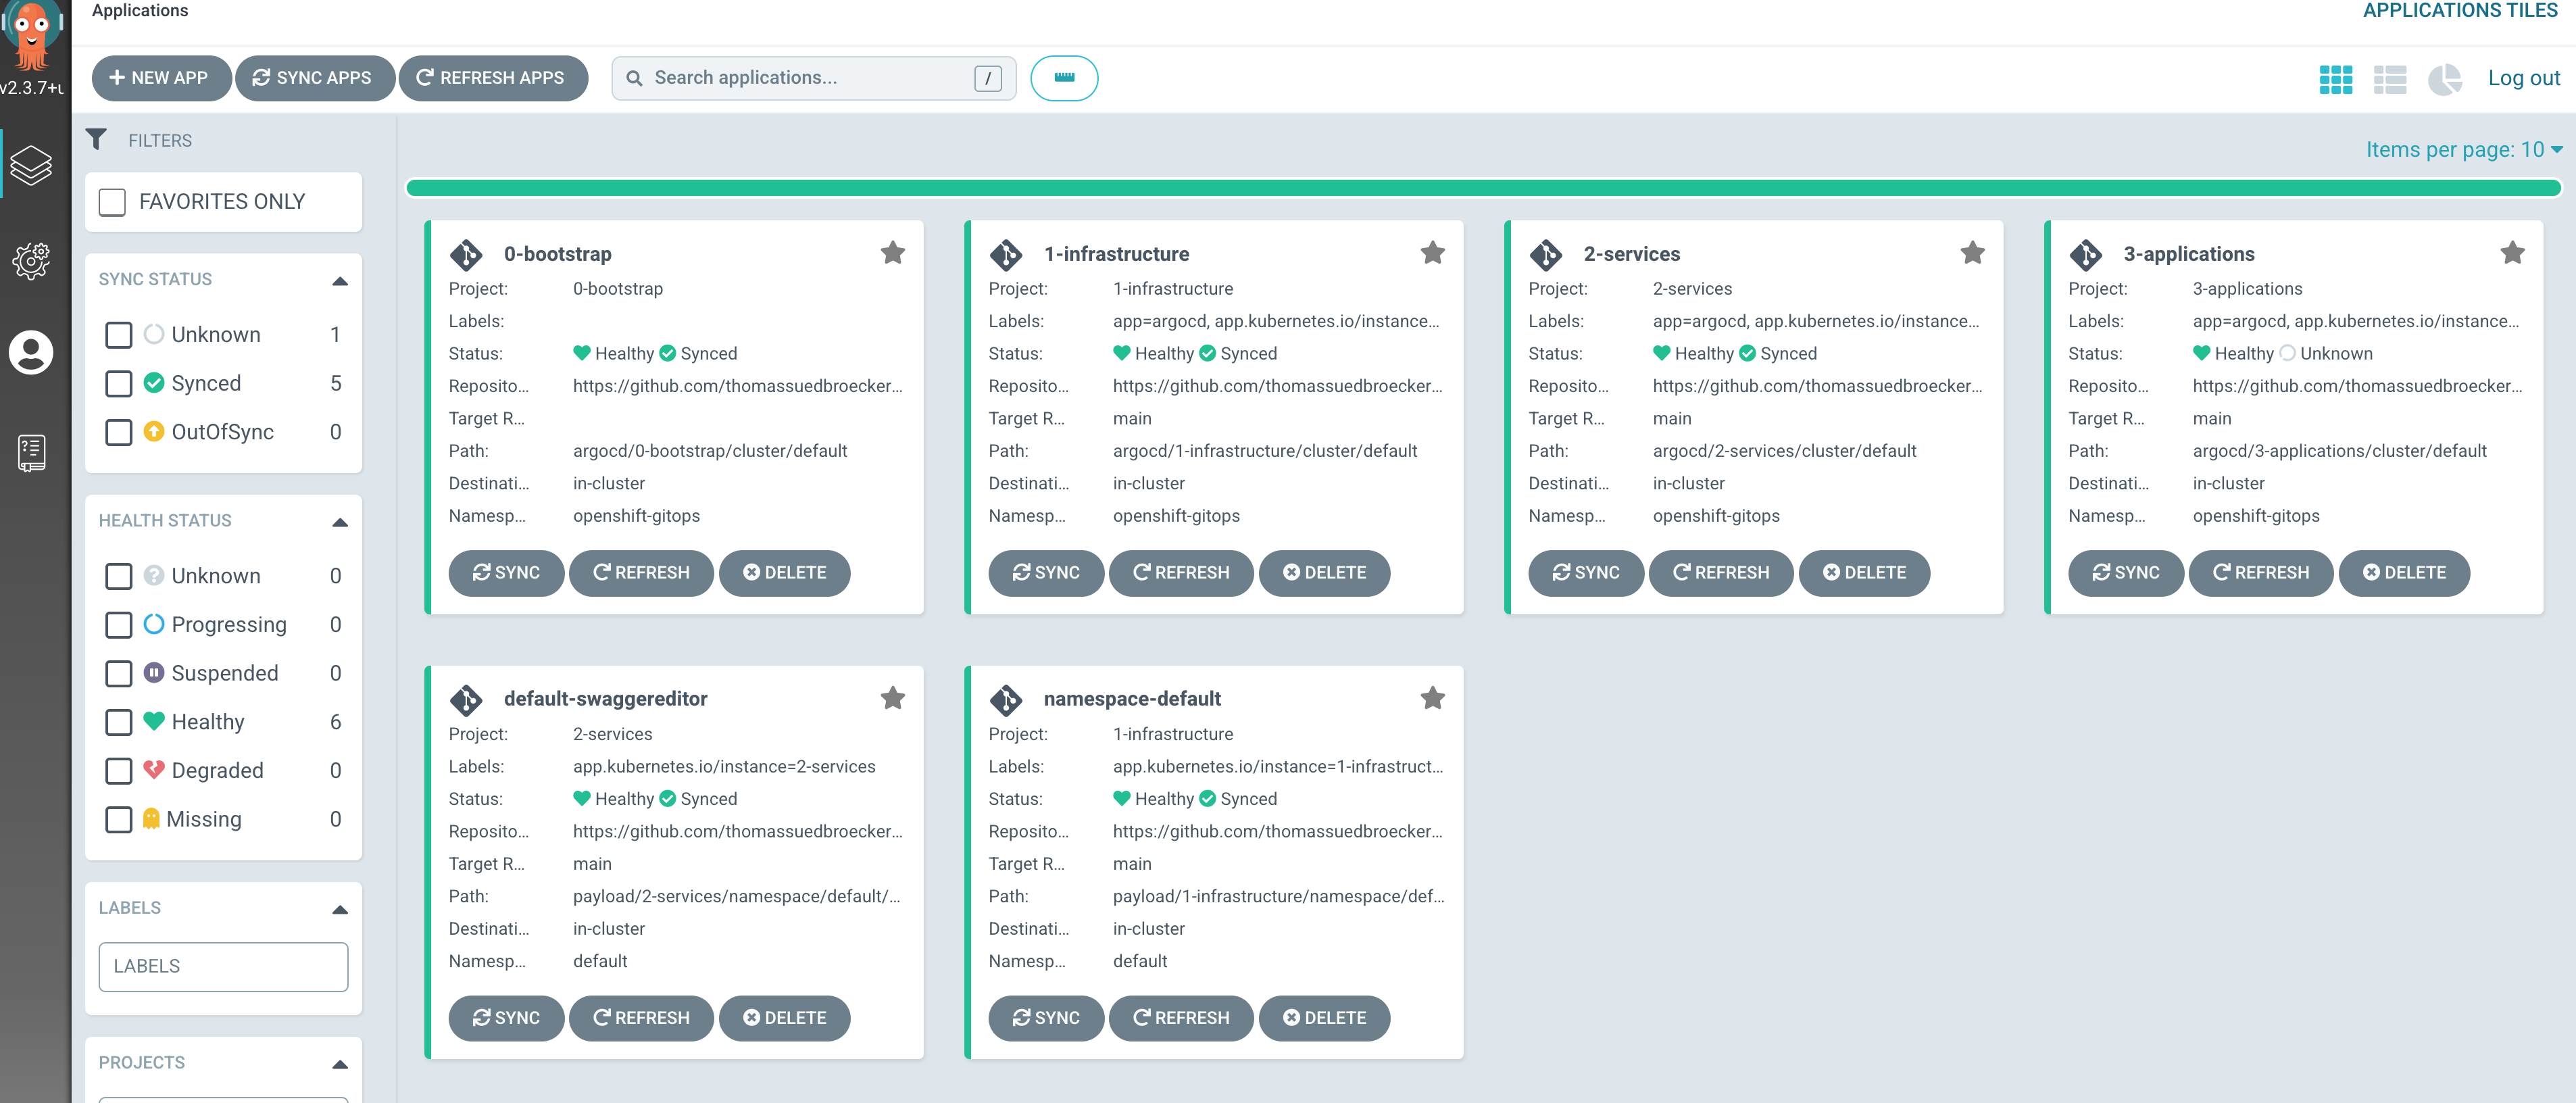 Applications
APPLICATIONS TILES
v2.3.7+u
NEW APP
SYNC APPS
REFRESH APPS
Search applications...
/
Log out
FILTERS
Items per page: 10
FAVORITES ONLY
SYNC STATUS
Unknown 1
Synced 5
OutOfSync 0
HEALTH STATUS
Unknown 0
Progressing 0
Suspended 0
Healthy 6
Degraded 0
Missing 0
LABELS
LABELS
PROJECTS
0-bootstrap
Project: 0-bootstrap
Labels:
Status: Healthy Synced
Reposito... https://github.com/thomassuedbroecker...
Target R...
Path: argocd/0-bootstrap/cluster/default
Destinati... in-cluster
Namesp... openshift-gitops
SYNC REFRESH DELETE
1-infrastructure
Project: 1-infrastructure
Labels: app=argocd, app.kubernetes.io/instance...
Status: Healthy Synced
Reposito... https://github.com/thomassuedbroecker...
Target R... main
Path: argocd/1-infrastructure/cluster/default
Destinati... in-cluster
Namesp... openshift-gitops
SYNC REFRESH DELETE
2-services
Project: 2-services
Labels: app=argocd, app.kubernetes.io/instance...
Status: Healthy Synced
Reposito... https://github.com/thomassuedbroecker...
Target R... main
Path: argocd/2-services/cluster/default
Destinati... in-cluster
Namesp... openshift-gitops
SYNC REFRESH DELETE
3-applications
Project: 3-applications
Labels: app=argocd, app.kubernetes.io/instance...
Status: Healthy Unknown
Reposito... https://github.com/thomassuedbroecker...
Target R... main
Path: argocd/3-applications/cluster/default
Destinati... in-cluster
Namesp... openshift-gitops
SYNC REFRESH DELETE
default-swaggereditor
Project: 2-services
Labels: app.kubernetes.io/instance=2-services
Status: Healthy Synced
Reposito... https://github.com/thomassuedbroecker...
Target R... main
Path: payload/2-services/namespace/default/...
Destinati... in-cluster
Namesp... default
SYNC REFRESH DELETE
namespace-default
Project: 1-infrastructure
Labels: app.kubernetes.io/instance=1-infrastruct...
Status: Healthy Synced
Reposito... https://github.com/thomassuedbroecker...
Target R... main
Path: payload/1-infrastructure/namespace/def...
Destinati... in-cluster
Namesp... default
SYNC REFRESH DELETE